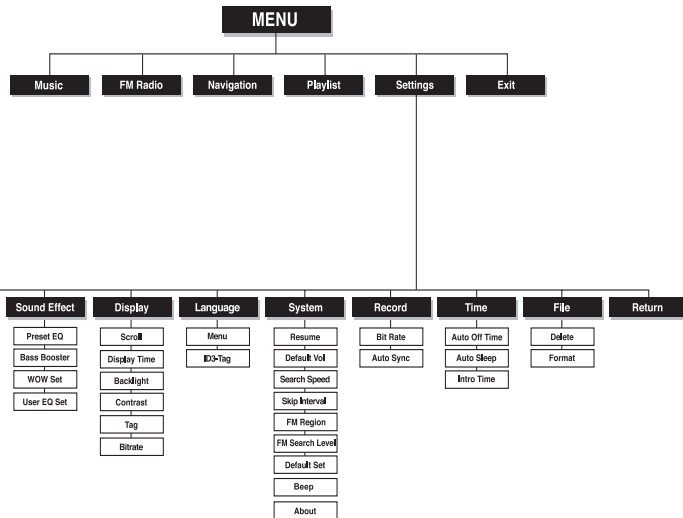 MENU
Music
FM Radio
Navigation
Playlist
Settings
Exit
Sound Effect
Preset EQ
Bass Booster
WOW Set
User EQ Set
Display
Scroll
Display Time
Backlight
Contrast
Tag
Bitrate
Language
Menu
ID3-Tag
System
Resume
Default Vol
Search Speed
Skip Interval
FM Region
FM Search Level
Default Set
Beep
About
Record
Bit Rate
Auto Sync
Time
Auto Off Time
Auto Sleep
Intro Time
File
Delete
Format
Return